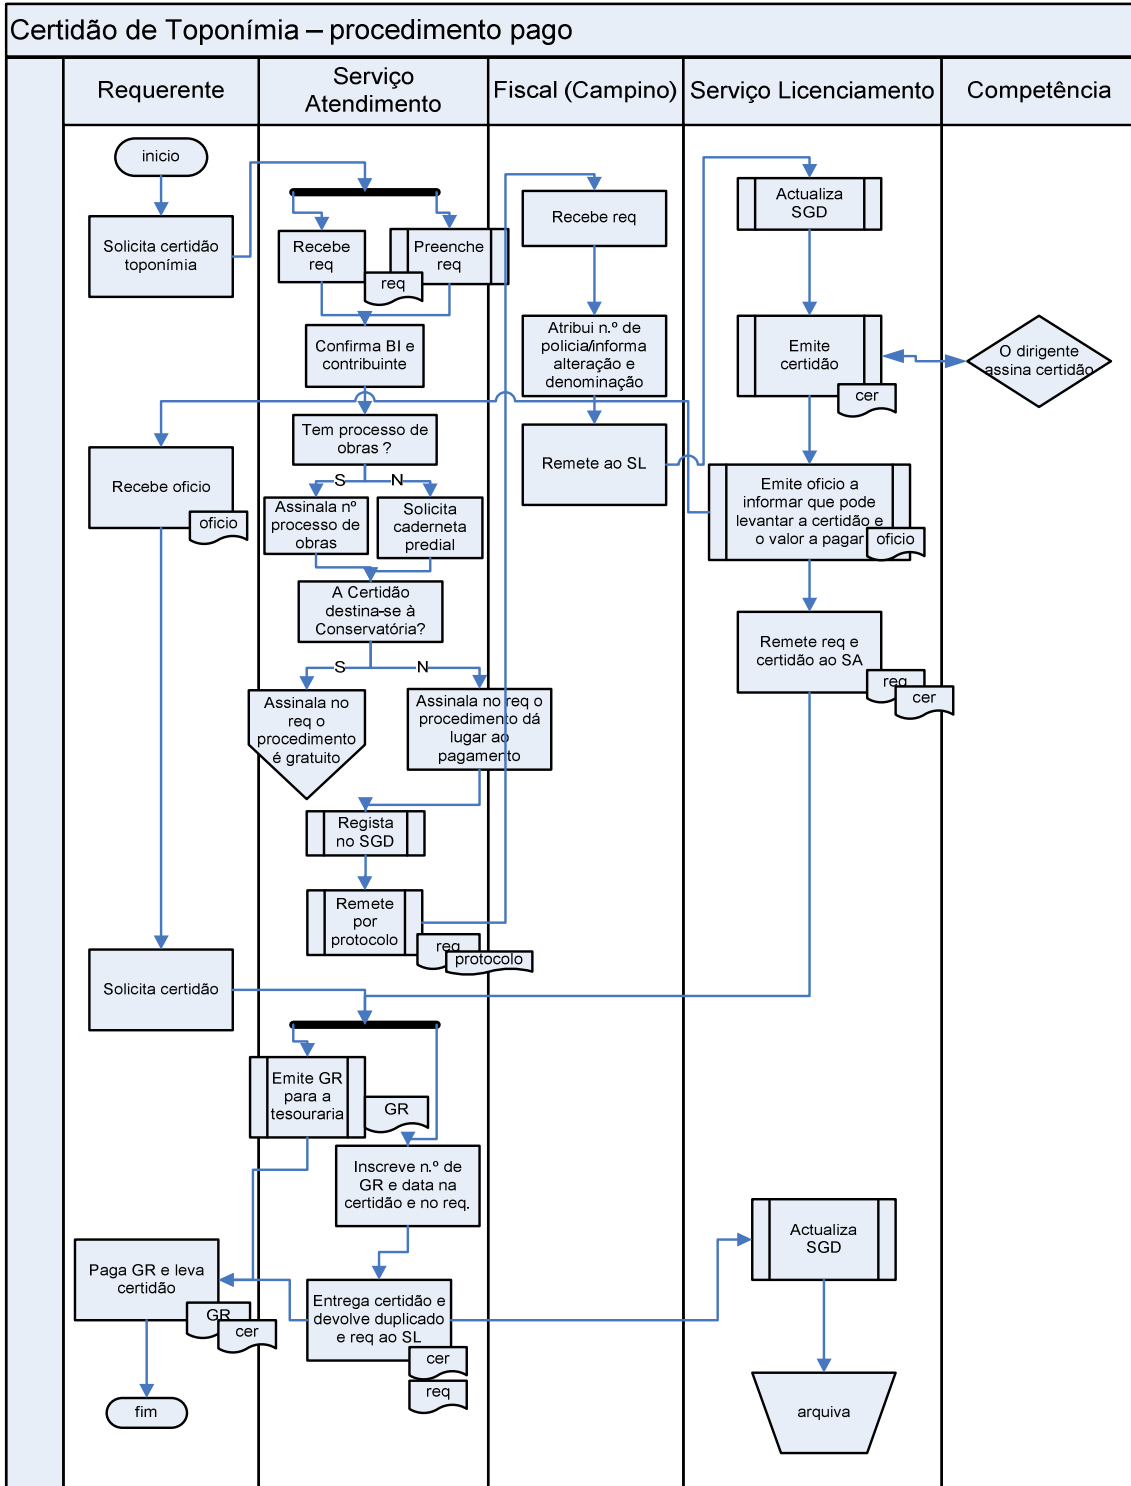 Certidão de Toponímia – procedimento pago
Requerente
Serviço
Atendimento
Fiscal (Campino)
Serviço Licenciamento
Competência
inicio
Solicita certidão
toponímia
Recebe
req
req
Preenche
req
Confirma BI e
contribuinte
Tem processo de
obras ?
S
N
Assinala nº
processo de
obras
Solicita
caderneta
predial
A Certidão
destina-se à
Conservatória?
S
N
Assinala no
req o
procedimento
é gratuito
Assinala no req o
procedimento dá
lugar ao
pagamento
Regista
no SGD
Remete
por
protocolo
req
protocolo
Recebe req
Atribui n.º de
policia/informa
alteração e
denominação
Remete ao SL
Actualiza
SGD
Emite
certidão
cer
O dirigente
assina certidão
Emite oficio a
informar que pode
levantar a certidão e
o valor a pagar
oficio
Recebe oficio
oficio
Remete req e
certidão ao SA
req
cer
Solicita certidão
Emite GR
para a
tesouraria
GR
Inscreve n.º de
GR e data na
certidão e no req.
Entrega certidão e
devolve duplicado
e req ao SL
cer
req
Paga GR e leva
certidão
GR
cer
fim
Actualiza
SGD
arquiva